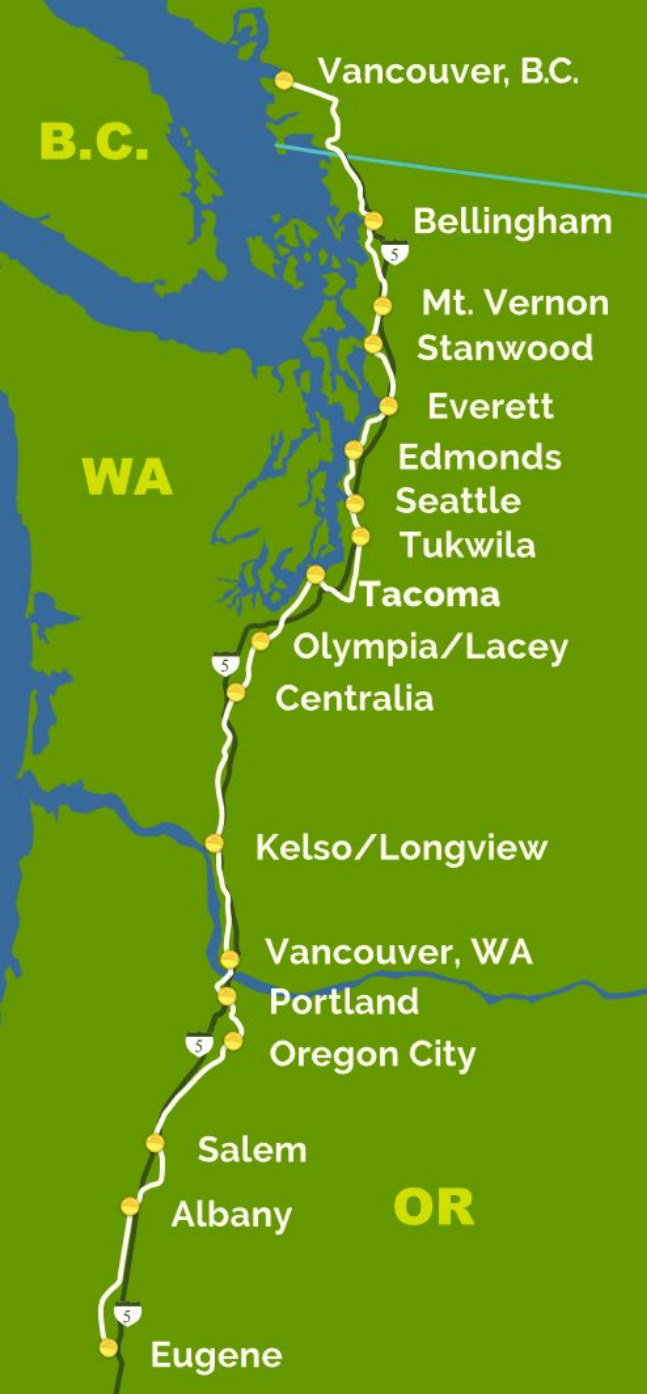 Vancouver, B.C.
B.C.
Bellingham
5
Mt. Vernon
Stanwood
Everett
Edmonds
WA
Seattle
Tukwila
Tacoma
Olympia/Lacey
5
Centralia
Kelso/Longview
Vancouver, WA
Portland
5
Oregon City
Salem
OR
Albany
5
Eugene